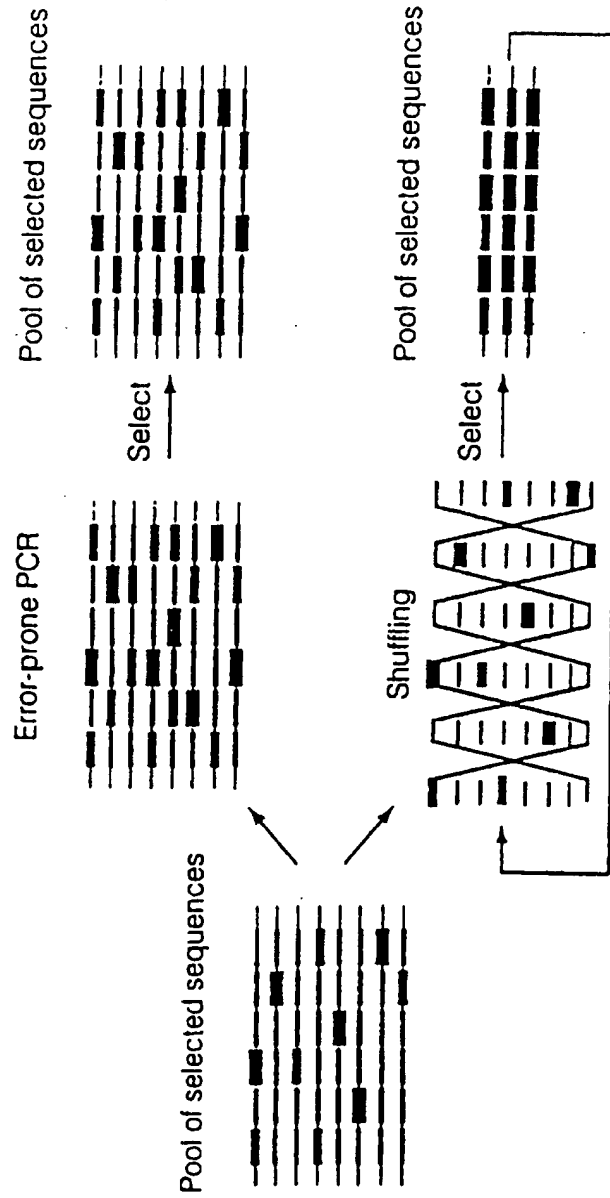 Pool of selected sequences
Error-prone PCR
Select
Pool of selected sequences
Shuffling
Select
Pool of selected sequences